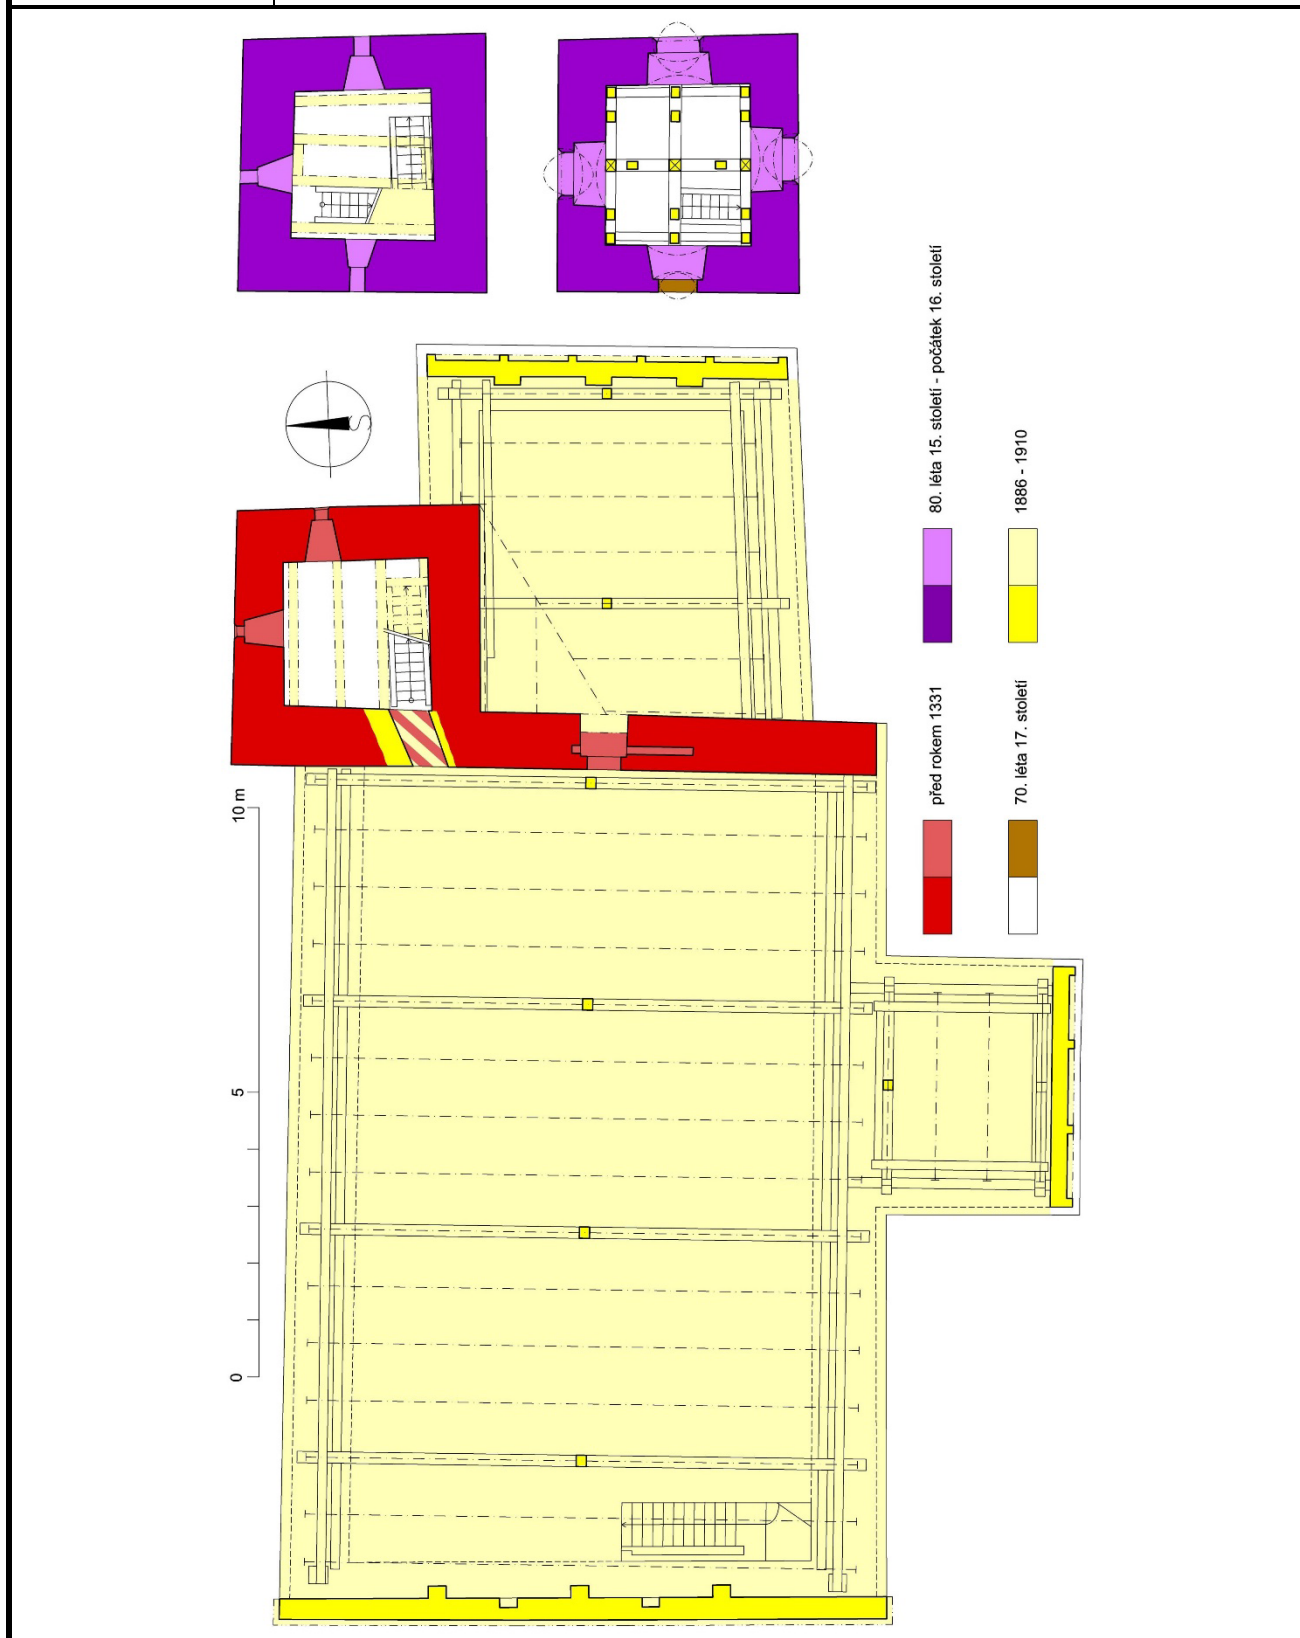 S
10 m
5
0
před rokem 1331
80. léta 15. století - počátek 16. století
70. léta 17. století
1886 - 1910